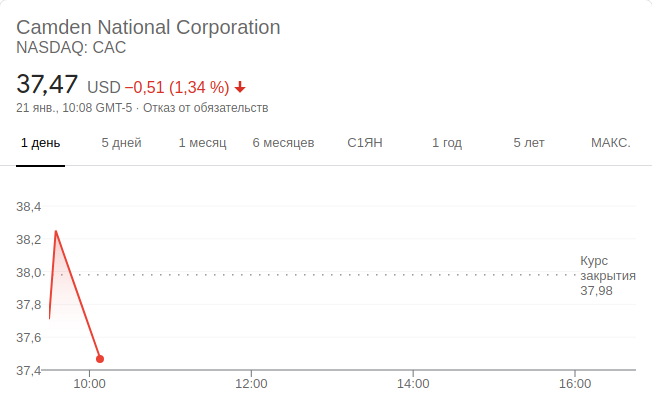 Camden National Corporation
NASDAQ: CAC
37,47 USD −0,51 (1,34 %)
21 янв., 10:08 GMT-5 · Отказ от обязательств
1 день 5 дней 1 месяц 6 месяцев С1ЯН 1 год 5 лет МАКС.
38,4
38,2
38,0
37,8
37,6
37,4
Курс
закрытия
37,98
10:00 12:00 14:00 16:00